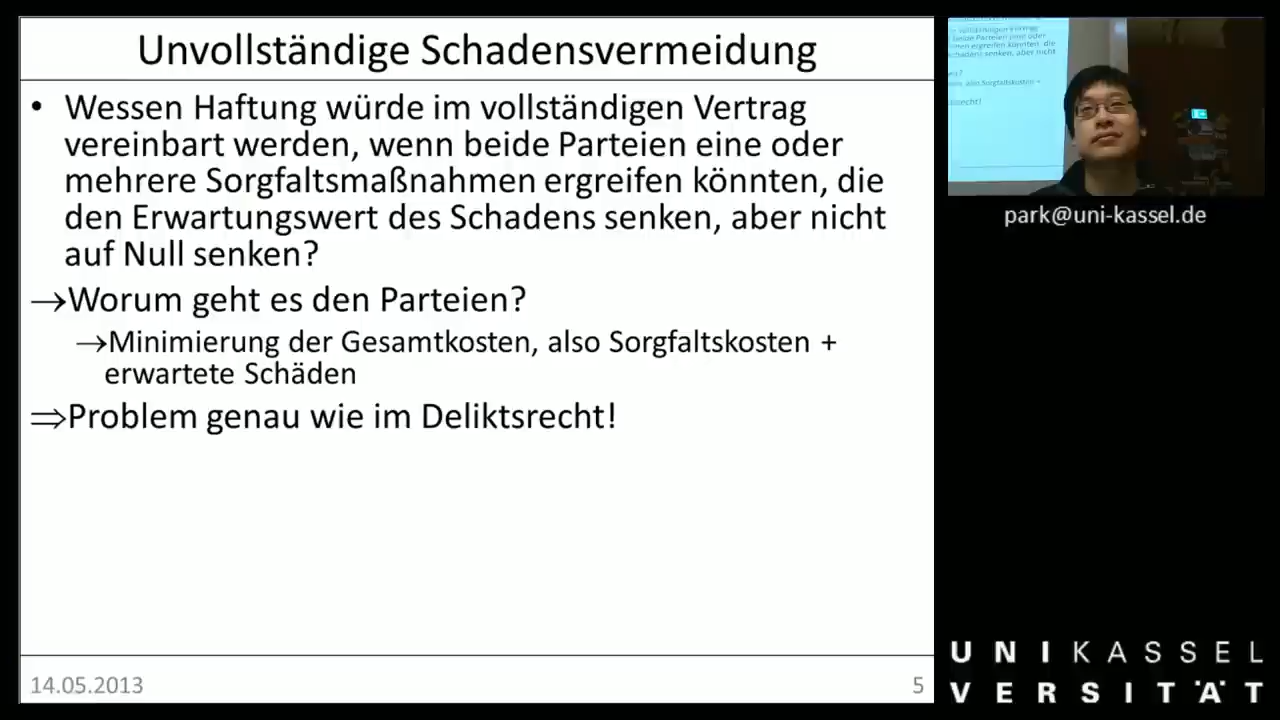 Unvollständige Schadensvermeidung
• Wessen Haftung würde im vollständigen Vertrag
vereinbart werden, wenn beide Parteien eine oder
mehrere Sorgfaltsmaßnahmen ergreifen könnten, die
den Erwartungswert des Schadens senken, aber nicht
auf Null senken?
→Worum geht es den Parteien?
→Minimierung der Gesamtkosten, also Sorgfaltskosten +
erwartete Schäden
⇒Problem genau wie im Deliktsrecht!
14.05.2013
5
park@uni-kassel.de
UNIKASSEL
VERSITÄT